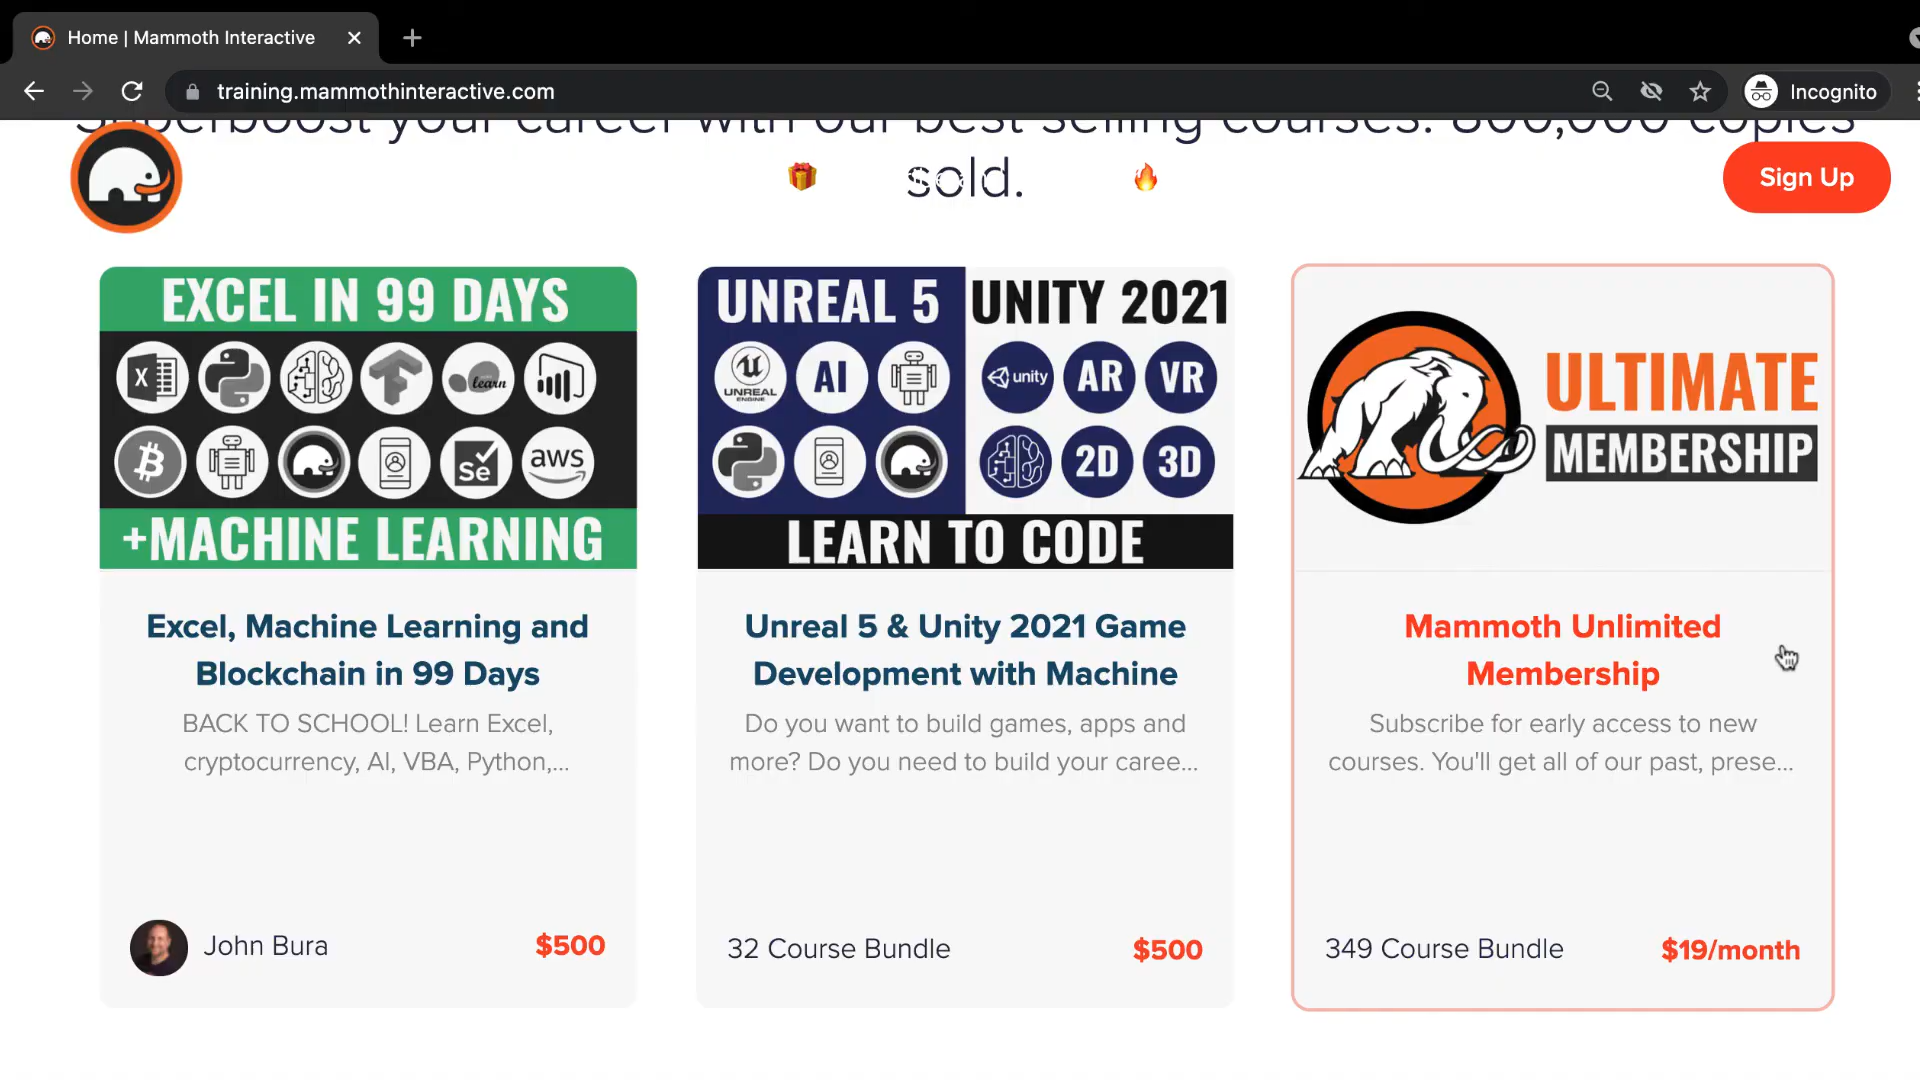 Home | Mammoth Interactive
training.mammothinteractive.com
Incognito
Superboost your career with our best selling courses. 800,000 copies
sold.
Sign Up
EXCEL IN 99 DAYS
X
learn
Se
aws
+MACHINE LEARNING
UNREAL 5
UNITY 2021
UNREAL
ENGINE
AI
unity
AR
VR
2D
3D
LEARN TO CODE
ULTIMATE
MEMBERSHIP
Excel, Machine Learning and
Blockchain in 99 Days
BACK TO SCHOOL! Learn Excel,
cryptocurrency, AI, VBA, Python,...
John Bura
$500
Unreal 5 & Unity 2021 Game
Development with Machine
Do you want to build games, apps and
more? Do you need to build your caree...
32 Course Bundle
$500
Mammoth Unlimited
Membership
Subscribe for early access to new
courses. You'll get all of our past, prese...
349 Course Bundle
$19/month